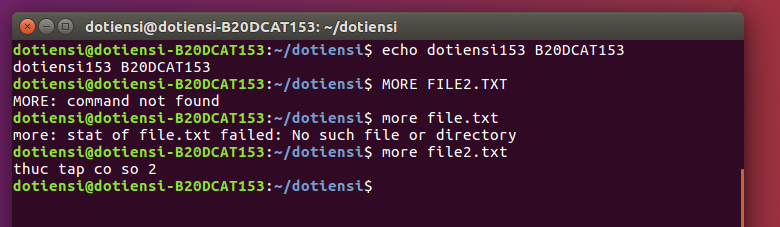 dotiensi@dotiensi-B20DCAT153: ~/dotiensi
dotiensi@dotiensi-B20DCAT153:~/dotiensi$ echo dotiensi153 B20DCAT153
dotiensi153 B20DCAT153
dotiensi@dotiensi-B20DCAT153:~/dotiensi$ MORE FILE2.TXT
MORE: command not found
dotiensi@dotiensi-B20DCAT153:~/dotiensi$ more file.txt
more: stat of file.txt failed: No such file or directory
dotiensi@dotiensi-B20DCAT153:~/dotiensi$ more file2.txt
thuc tap co so 2
dotiensi@dotiensi-B20DCAT153:~/dotiensi$